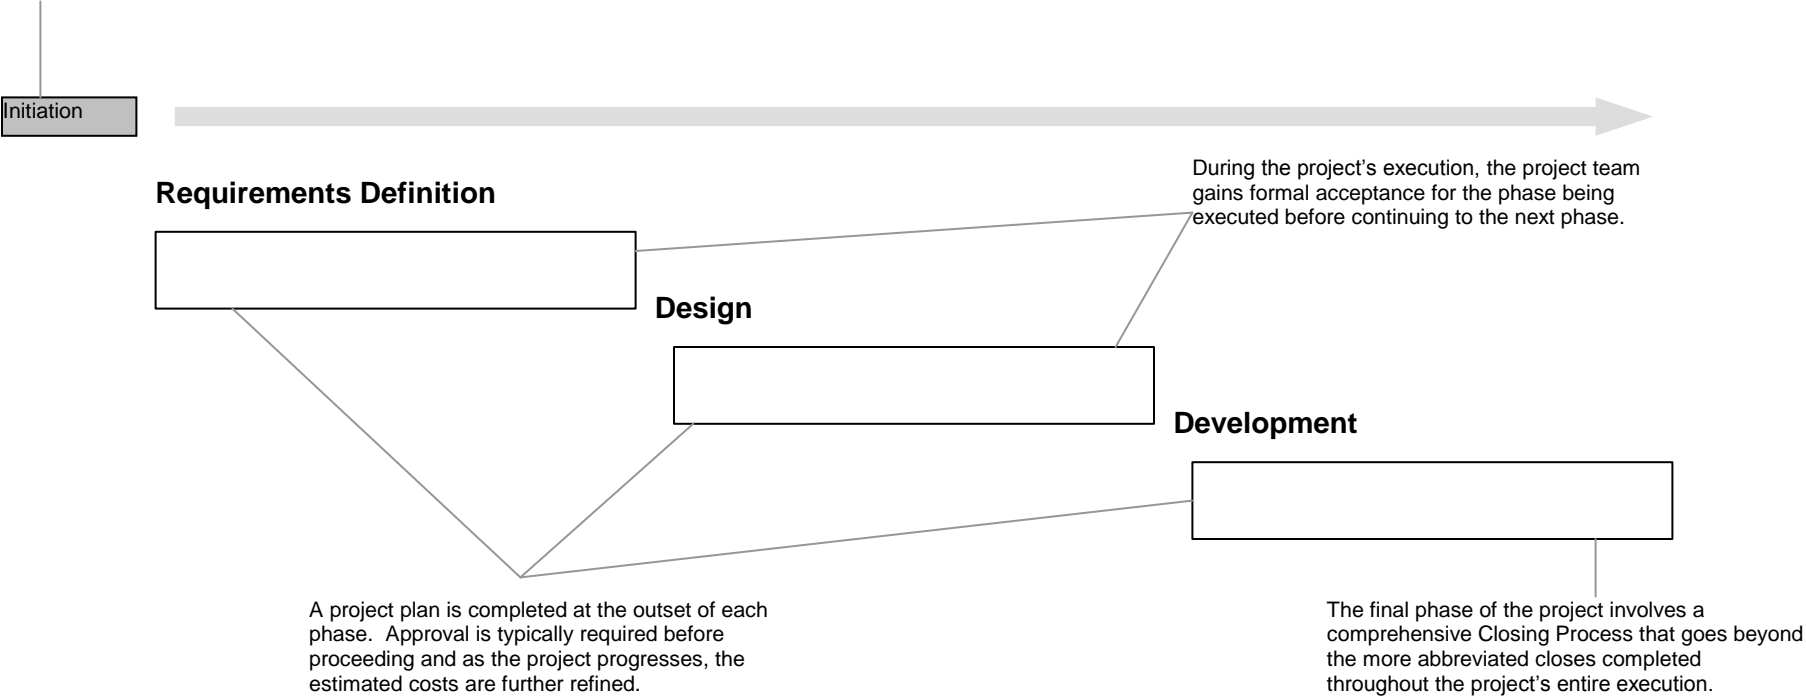 Initiation
During the project’s execution, the project team
gains formal acceptance for the phase being
executed before continuing to the next phase.
Requirements Definition
Design
Development
A project plan is completed at the outset of each
phase.  Approval is typically required before
proceeding and as the project progresses, the
estimated costs are further refined.
The final phase of the project involves a
comprehensive Closing Process that goes beyond
the more abbreviated closes completed
throughout the project’s entire execution.